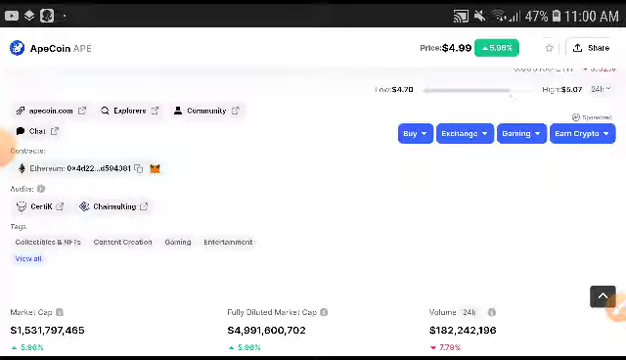 47% 11:00 AM
ApeCoin APE Price: $4.99 5.96% Share
Low: $4.70 High: $5.07 24h
apecoin.com Explorers Community
Sponsored
Chat
Buy Exchange Gaming Earn Crypto
Contracts:
Ethereum: 0x4d22...d594381
Audits:
CertiK Chainsulting
Tags
Collectibles & NFTs Content Creation Gaming Entertainment
View all
Market Cap Fully Diluted Market Cap Volume 24h
$1,531,797,465 $4,991,600,702 $182,242,196
5.96% 5.96% 7.79%